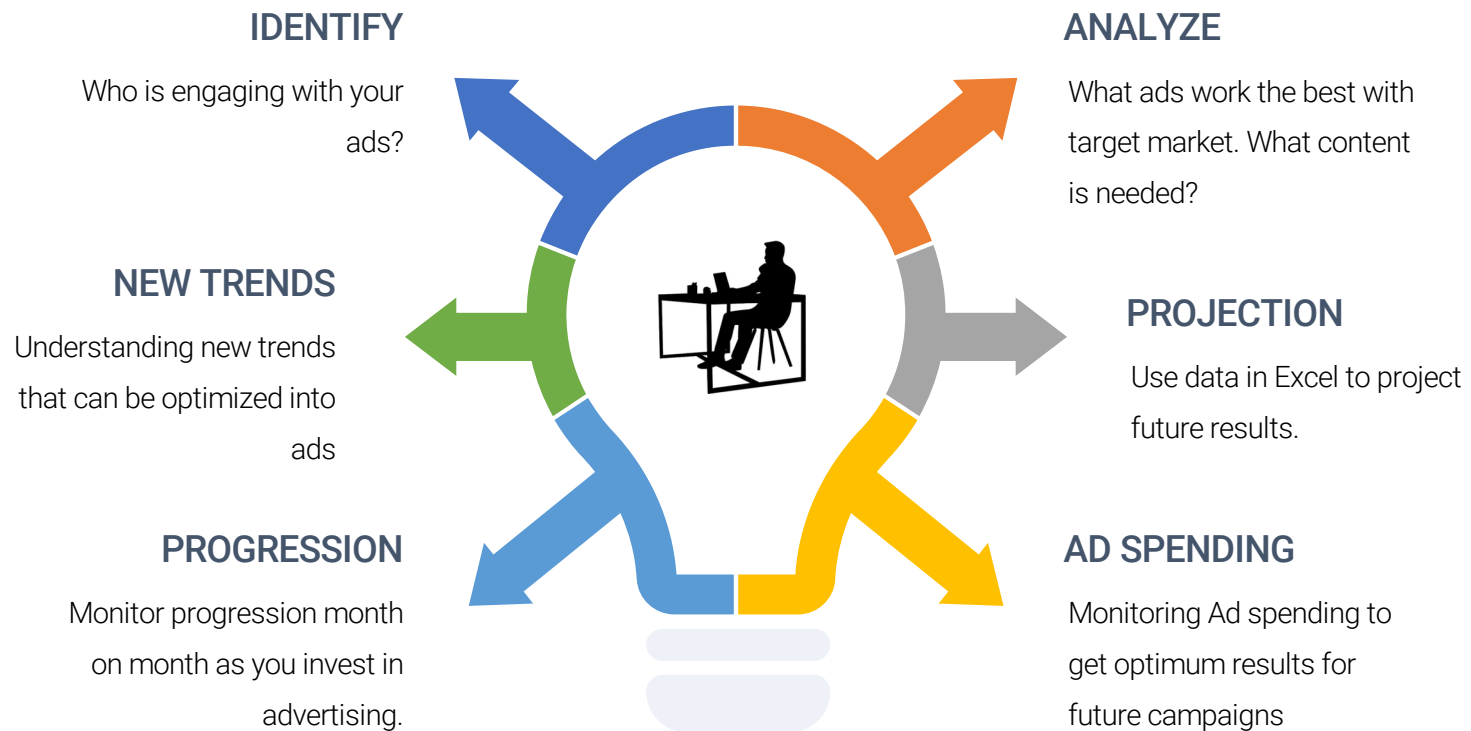 IDENTIFY
Who is engaging with your
ads?
ANALYZE
What ads work the best with
target market. What content
is needed?
NEW TRENDS
Understanding new trends
that can be optimized into
ads
PROJECTION
Use data in Excel to project
future results.
PROGRESSION
Monitor progression month
on month as you invest in
advertising.
AD SPENDING
Monitoring Ad spending to
get optimum results for
future campaigns